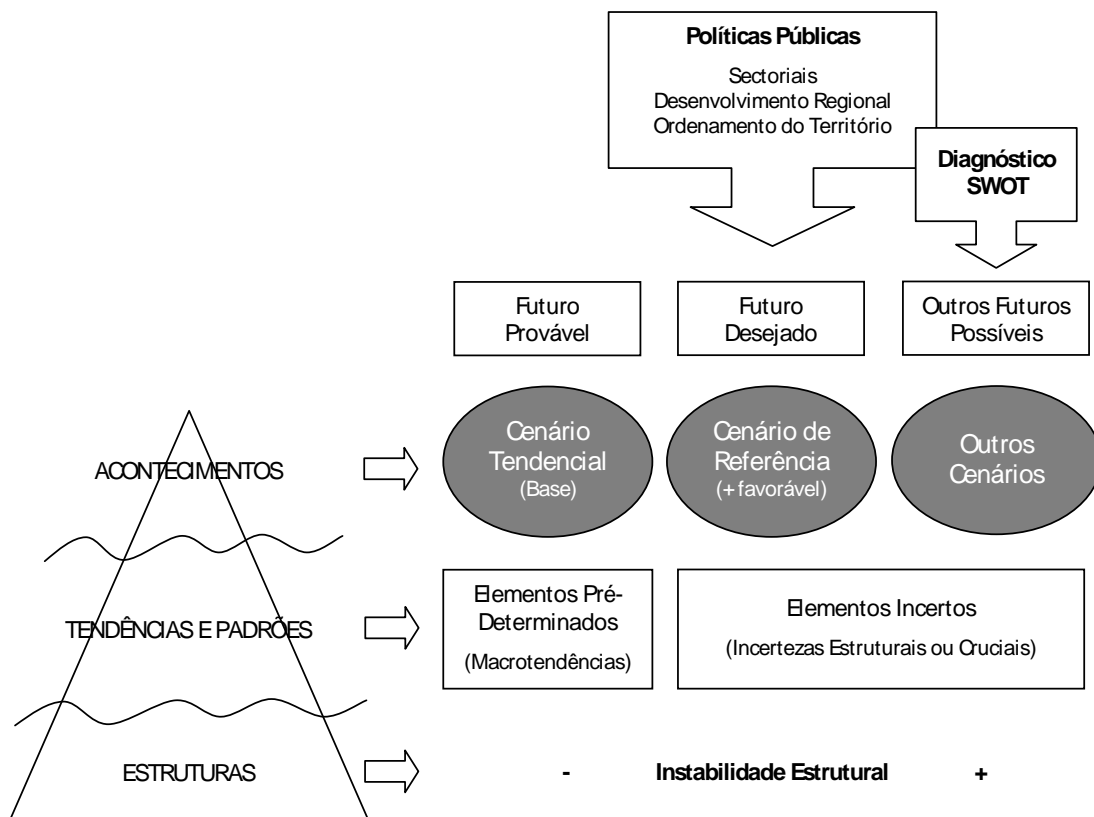 Políticas Públicas
Sectoriais
Desenvolvimento Regional
Ordenamento do Território
Diagnóstico
SWOT
Futuro
Provável
Futuro
Desejado
Outros Futuros
Possíveis
ACONTECIMENTOS
Cenário
Tendencial
(Base)
Cenário de
Referência
(+ favorável)
Outros
Cenários
TENDÊNCIAS E PADRÕES
Elementos Pré-
Determinados
(Macrotendências)
Elementos Incertos
(Incertezas Estruturais ou Cruciais)
ESTRUTURAS
- Instabilidade Estrutural +